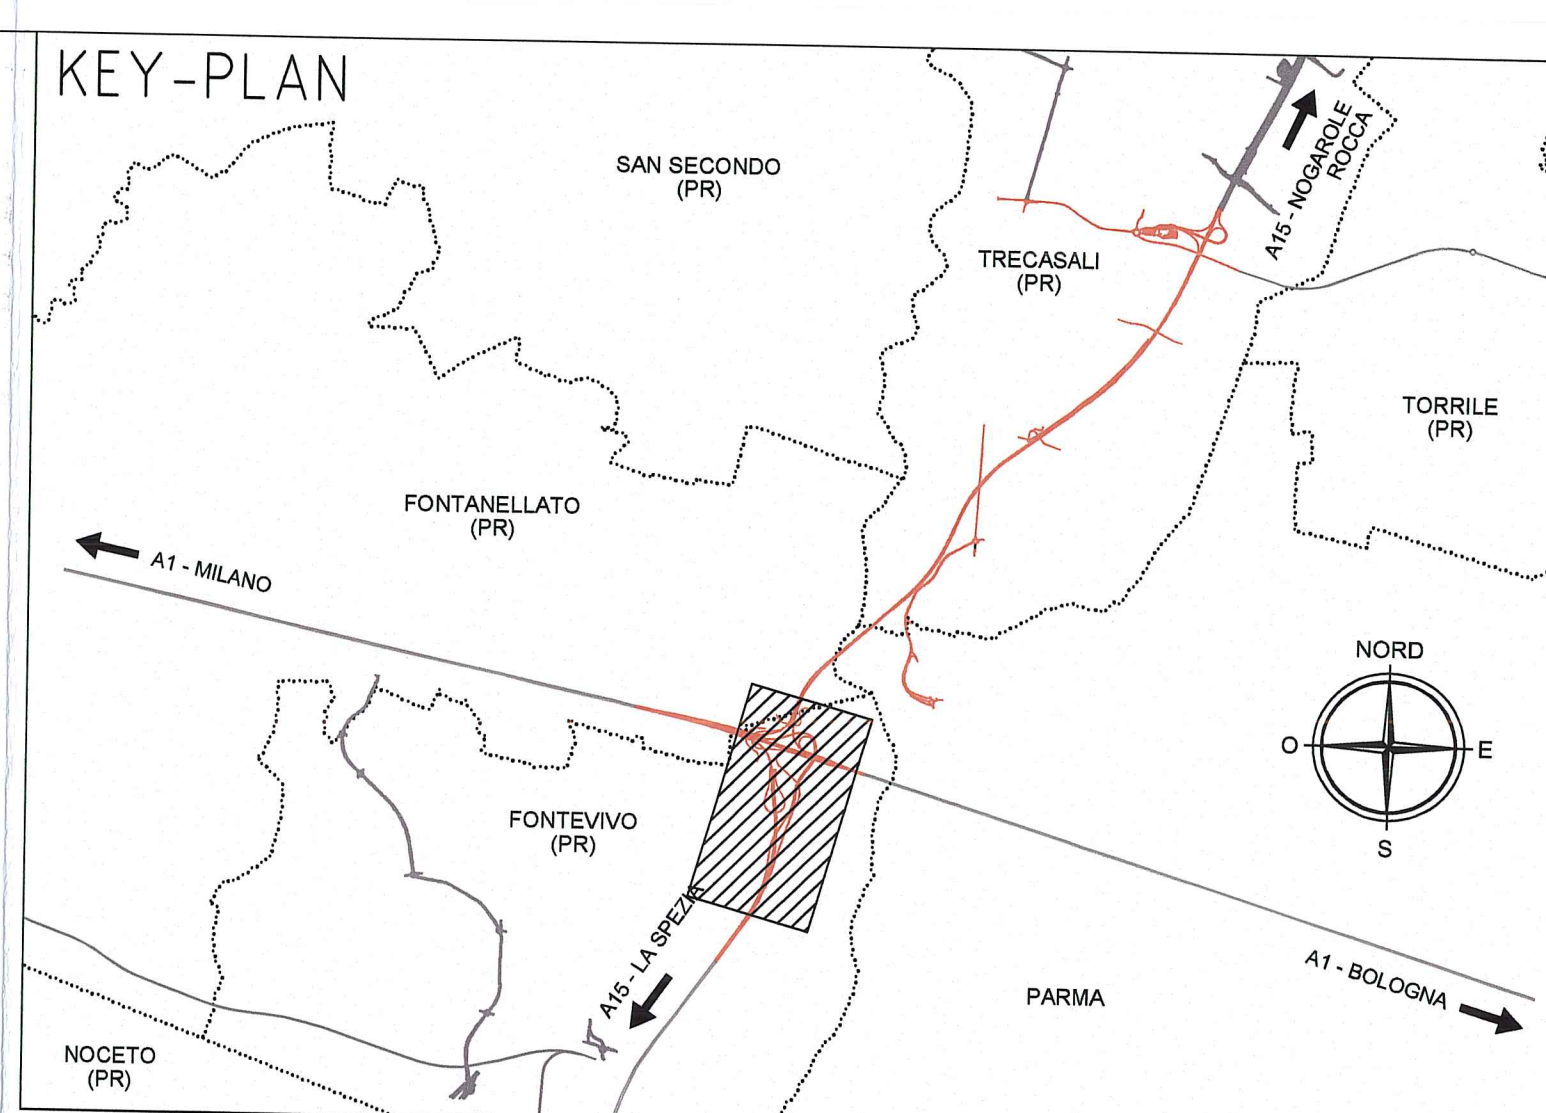 KEY-PLAN
SAN SECONDO
(PR)
A15 - NOGAROLE
ROCCA
TRECASALI
(PR)
TORRILE
(PR)
FONTANELLATO
(PR)
A1 - MILANO
NORD
O
E
S
FONTEVIVO
(PR)
A15 - LA SPEZIA
A1 - BOLOGNA
PARMA
NOCETO
(PR)